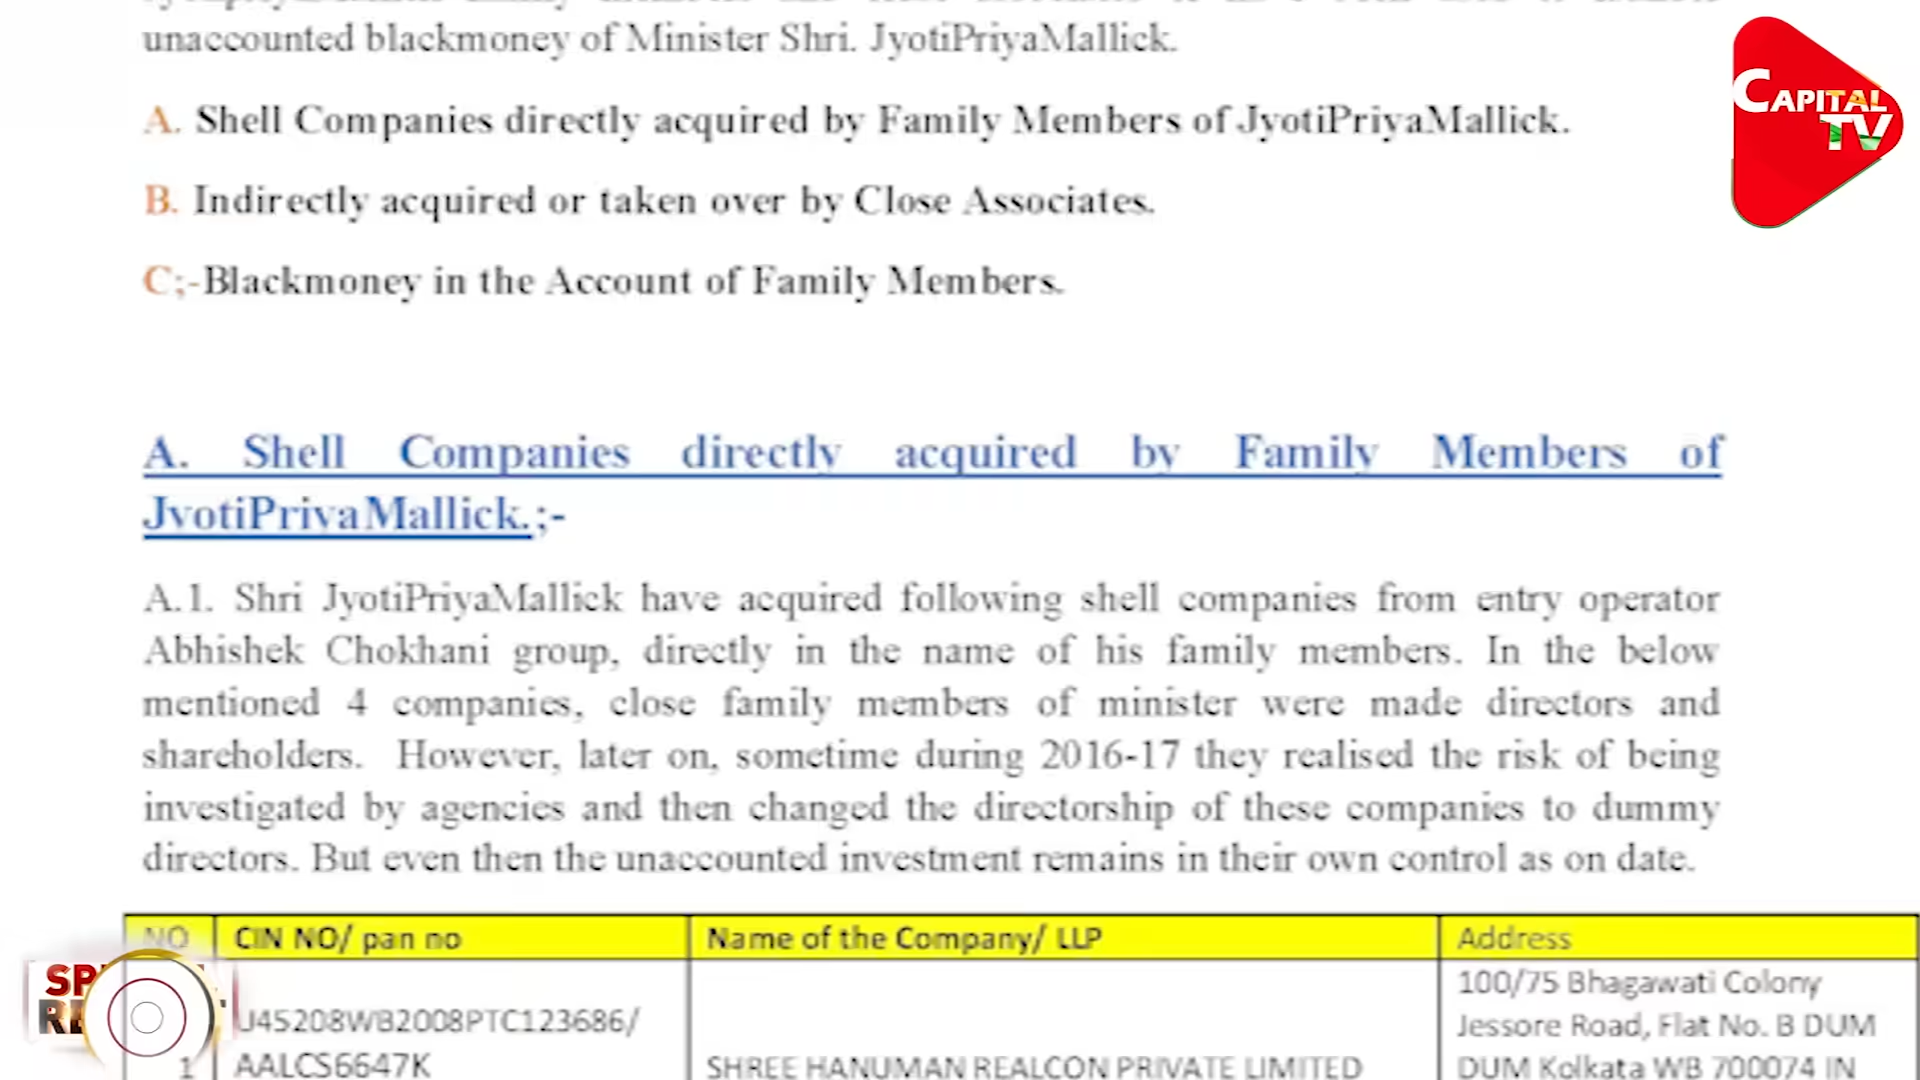 unaccounted blackmoney of Minister Shri. JyotiPriyaMallick.
A. Shell Companies directly acquired by Family Members of JyotiPriyaMallick.
B. Indirectly acquired or taken over by Close Associates.
C;-Blackmoney in the Account of Family Members.
A. Shell Companies directly acquired by Family Members of
JyotiPriyaMallick.;-
A.1. Shri JyotiPriyaMallick have acquired following shell companies from entry operator
Abhishek Chokhani group, directly in the name of his family members. In the below
mentioned 4 companies, close family members of minister were made directors and
shareholders. However, later on, sometime during 2016-17 they realised the risk of being
investigated by agencies and then changed the directorship of these companies to dummy
directors. But even then the unaccounted investment remains in their own control as on date.
NO CIN NO/ pan no Name of the Company/ LLP Address
1 U45208WB2008PTC123686/
AALCS6647K
SHREE HANUMAN REALCON PRIVATE LIMITED
100/75 Bhagawati Colony
Jessore Road, Flat No. B DUM
DUM Kolkata WB 700074 IN
CAPITAL
TV